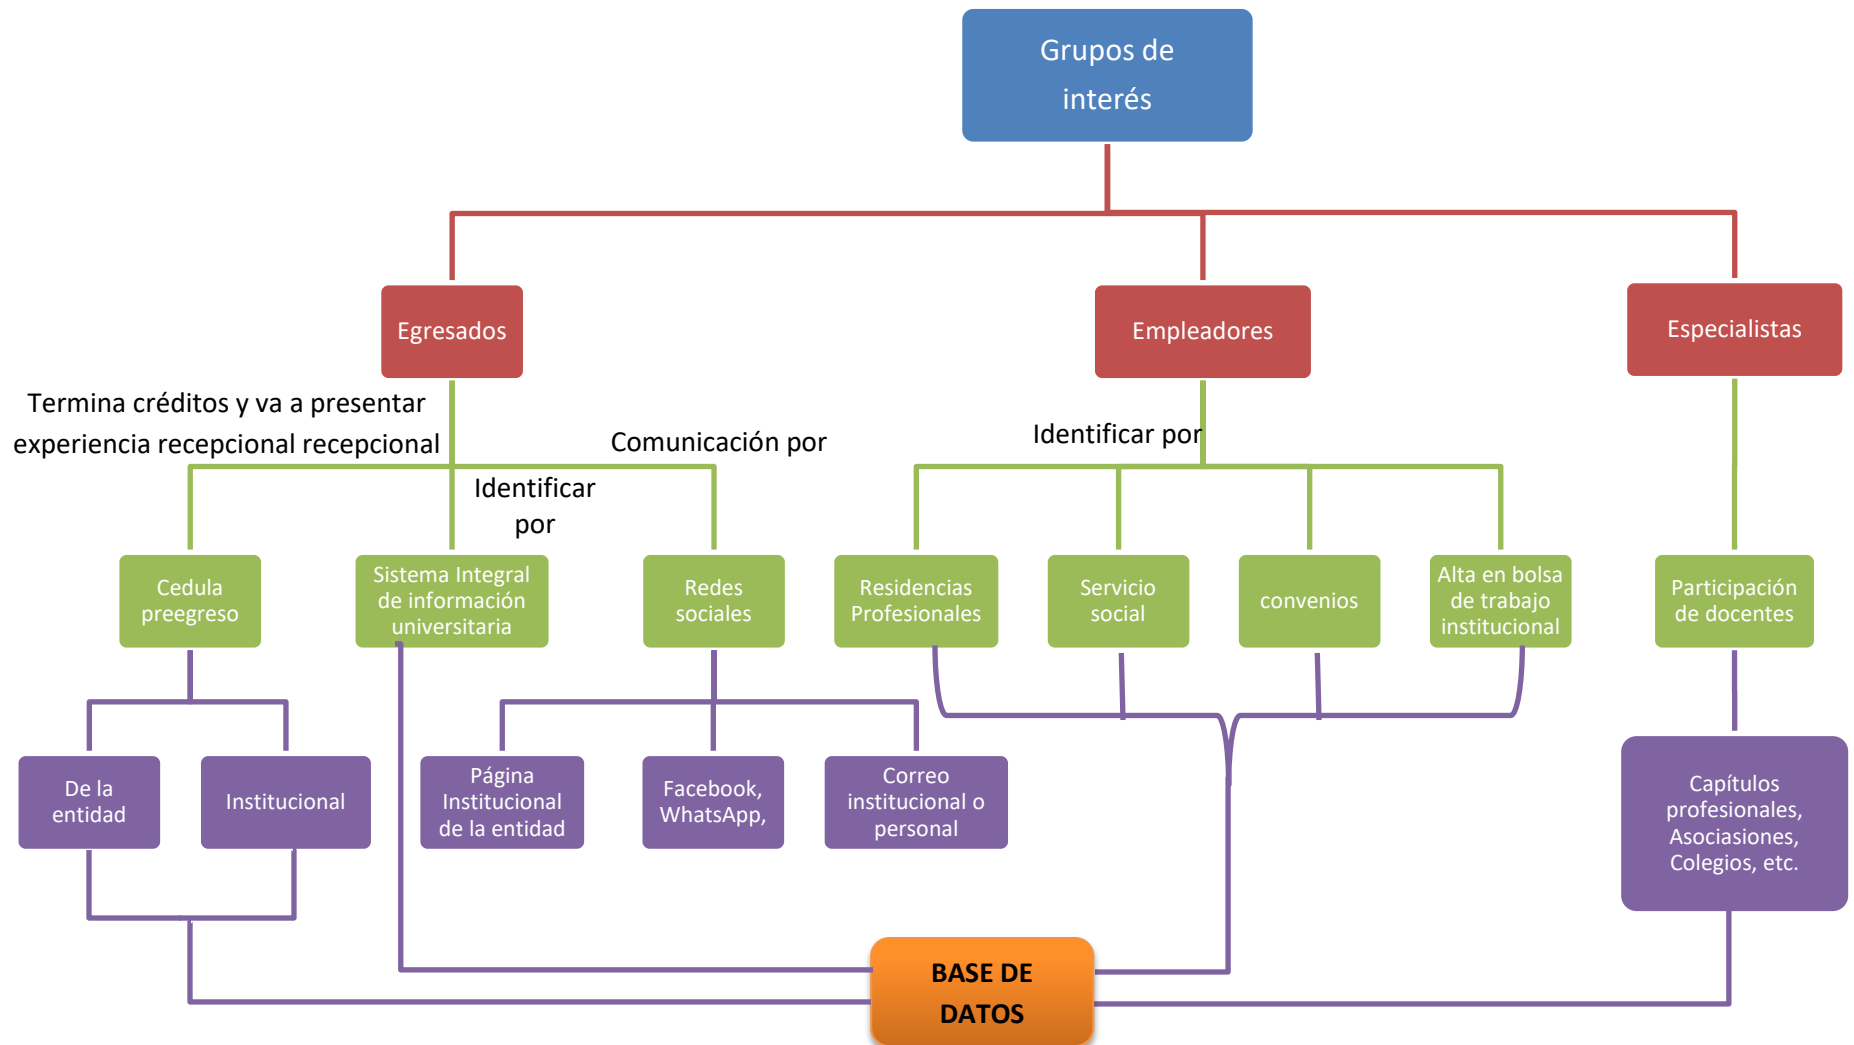 Grupos de
interés
Egresados
Empleadores
Especialistas
Termina créditos y va a presentar
experiencia recepcional recepcional
Comunicación por
Identificar por
Identificar
por
Cedula
preegreso
Sistema Integral
de información
universitaria
Redes
sociales
Residencias
Profesionales
Servicio
social
convenios
Alta en bolsa
de trabajo
institucional
Participación
de docentes
De la
entidad
Institucional
Página
Institucional
de la entidad
Facebook,
WhatsApp,
Correo
institucional o
personal
Capítulos
profesionales,
Asociasiones,
Colegios, etc.
BASE DE
DATOS